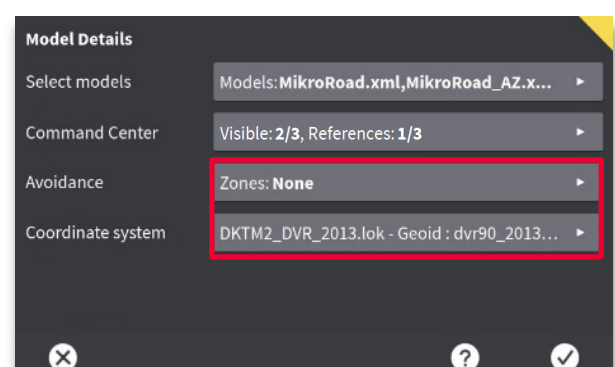 Model Details
Select models Models:MikroRoad.xml,MikroRoad_AZ.x...
Command Center Visible:2/3, References:1/3
Avoidance Zones: None
Coordinate system DKTM2_DVR_2013.lok - Geoid : dvr90_2013...
?